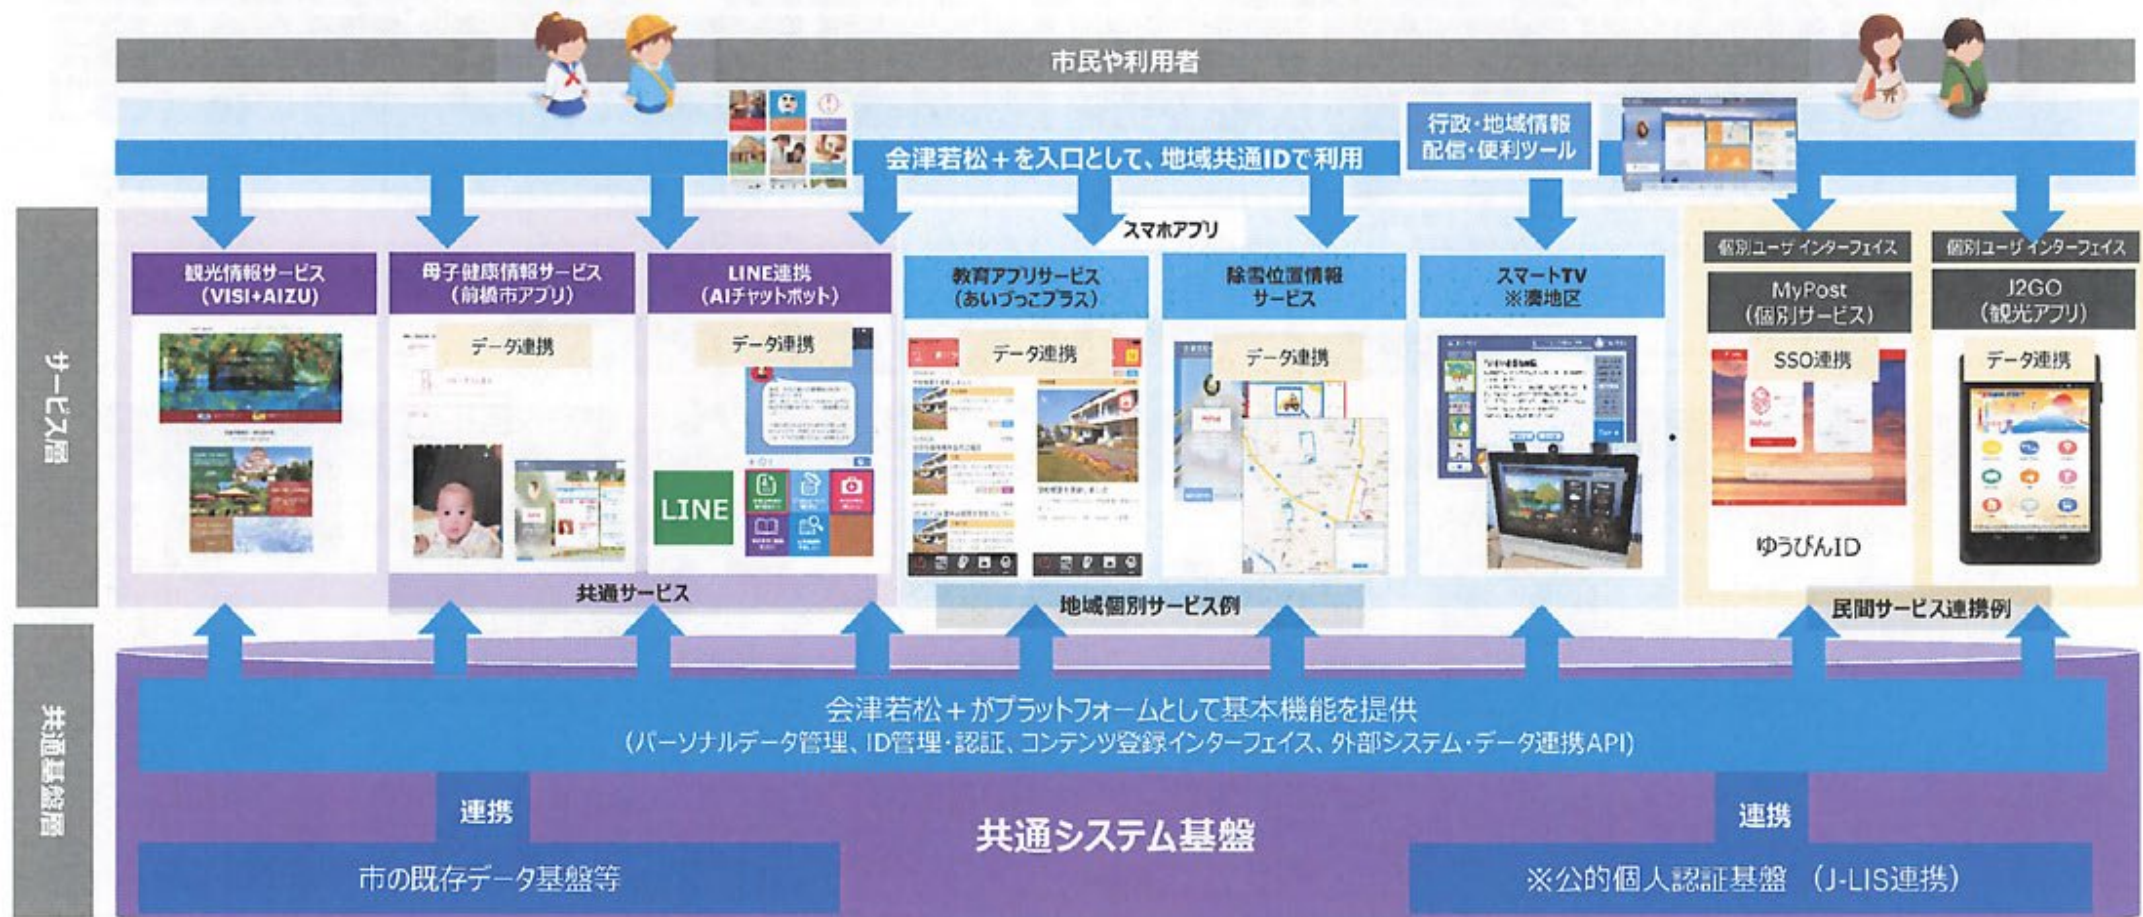 市民や利用者
会津若松+を入口として、地域共通IDで利用
行政・地域情報
配信・便利ツール
サービス層
スマホアプリ
観光情報サービス
(VISI+AIZU)
母子健康情報サービス
(前橋市アプリ)
データ連携
LINE連携
(AIチャットボット)
データ連携
LINE
教育アプリサービス
(あいづっこプラス)
データ連携
除雪位置情報
サービス
データ連携
スマートTV
※湊地区
個別ユーザインターフェイス
MyPost
(個別サービス)
SSO連携
ゆうびんID
個別ユーザインターフェイス
J2GO
(観光アプリ)
データ連携
共通サービス
地域個別サービス例
民間サービス連携例
共通基盤層
会津若松+がプラットフォームとして基本機能を提供
(パーソナルデータ管理、ID管理・認証、コンテンツ登録インターフェイス、外部システム・データ連携API)
連携
共通システム基盤
連携
市の既存データ基盤等
※公的個人認証基盤 (J-LIS連携)